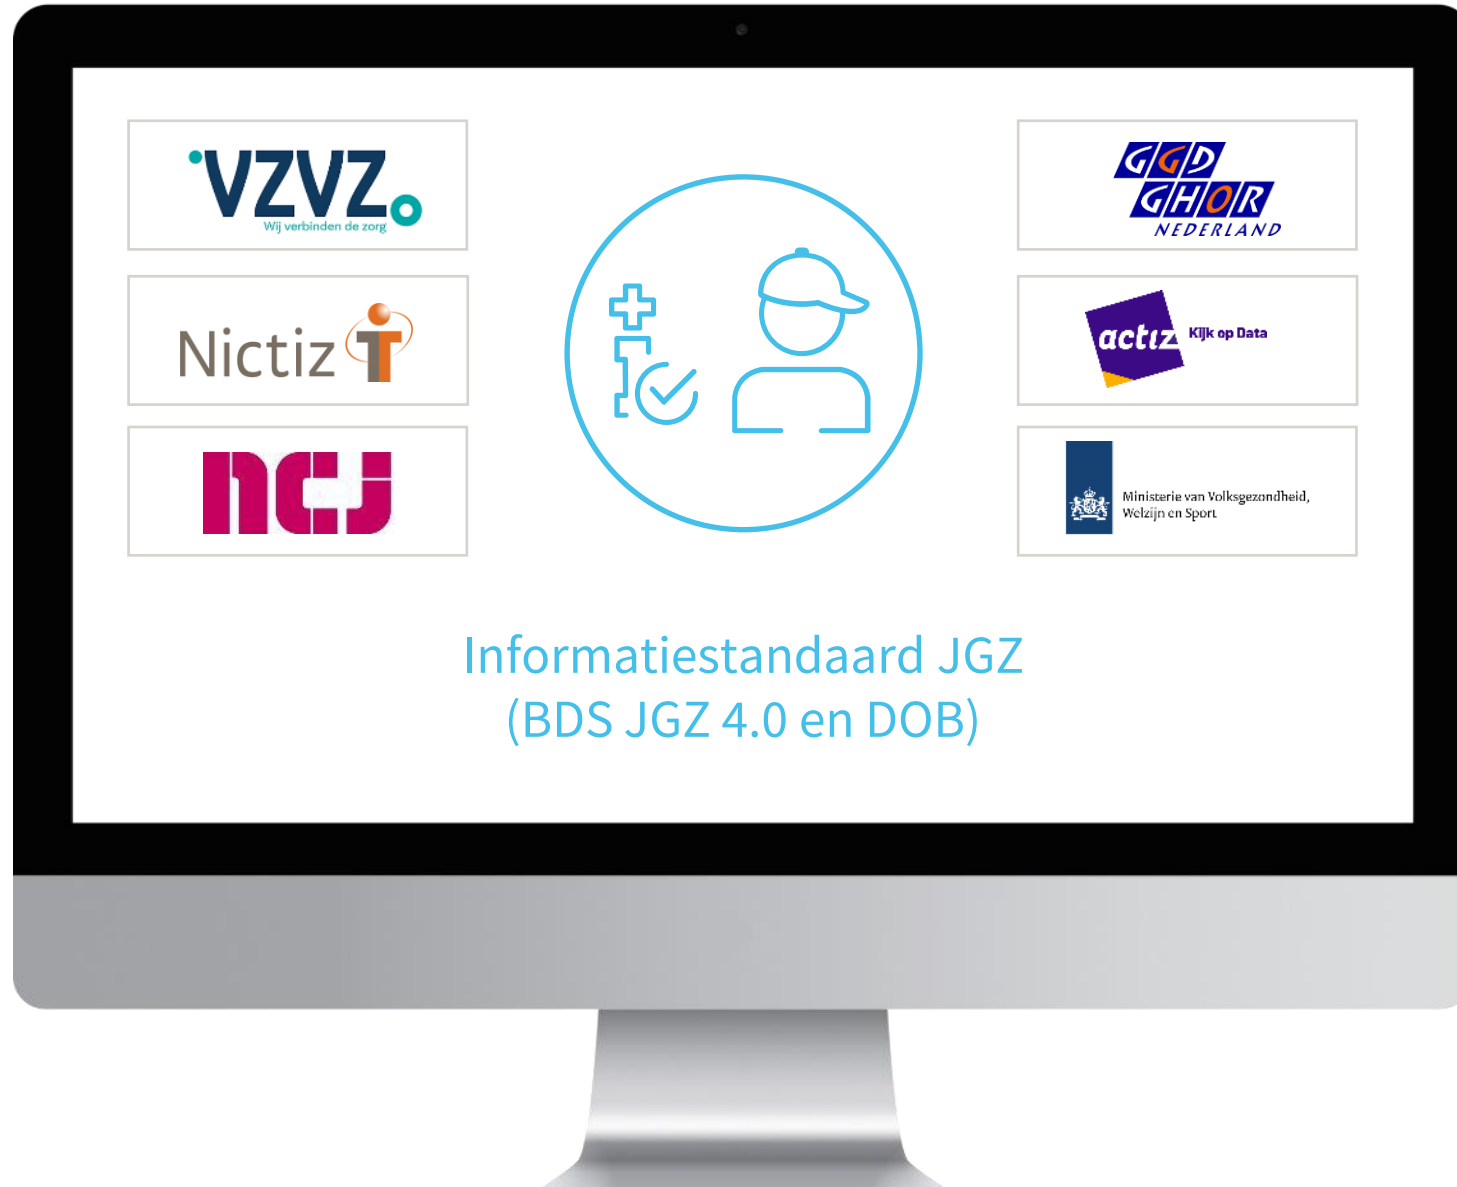 VZVZ
Wij verbinden de zorg
Nictiz
ncj
GGD
GHOR
NEDERLAND
actiz
Kijk op Data
Ministerie van Volksgezondheid,
Welzijn en Sport
Informatiestandaard JGZ
(BDS JGZ 4.0 en DOB)